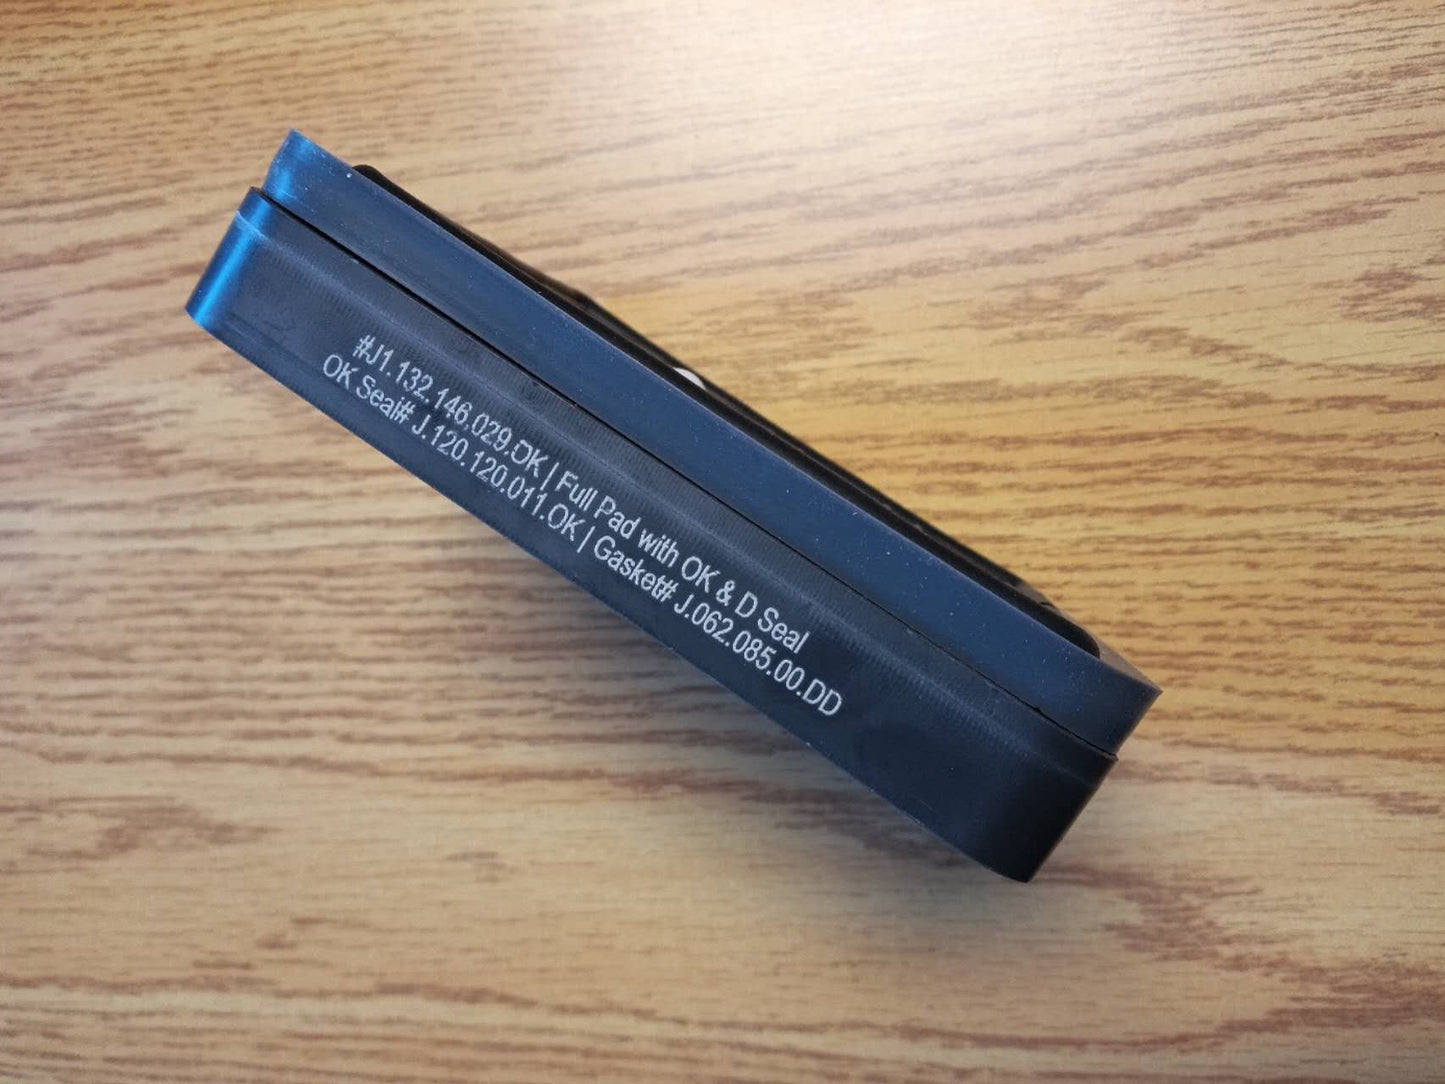 #J1.132.146.029.OK | Full Pad with OK & D Seal
OK Seal# J.120.120.011.OK | Gasket# J.062.085.00.DD